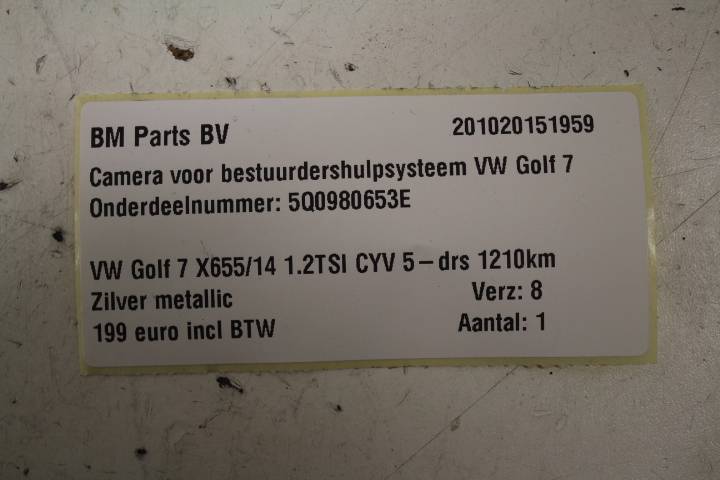 BM Parts BV 201020151959
Camera voor bestuurdershulpsysteem VW Golf 7
Onderdeelnummer: 5Q0980653E
VW Golf 7 X655/14 1.2TSI CYV 5-drs 1210km
Zilver metallic Verz: 8
199 euro incl BTW Aantal: 1